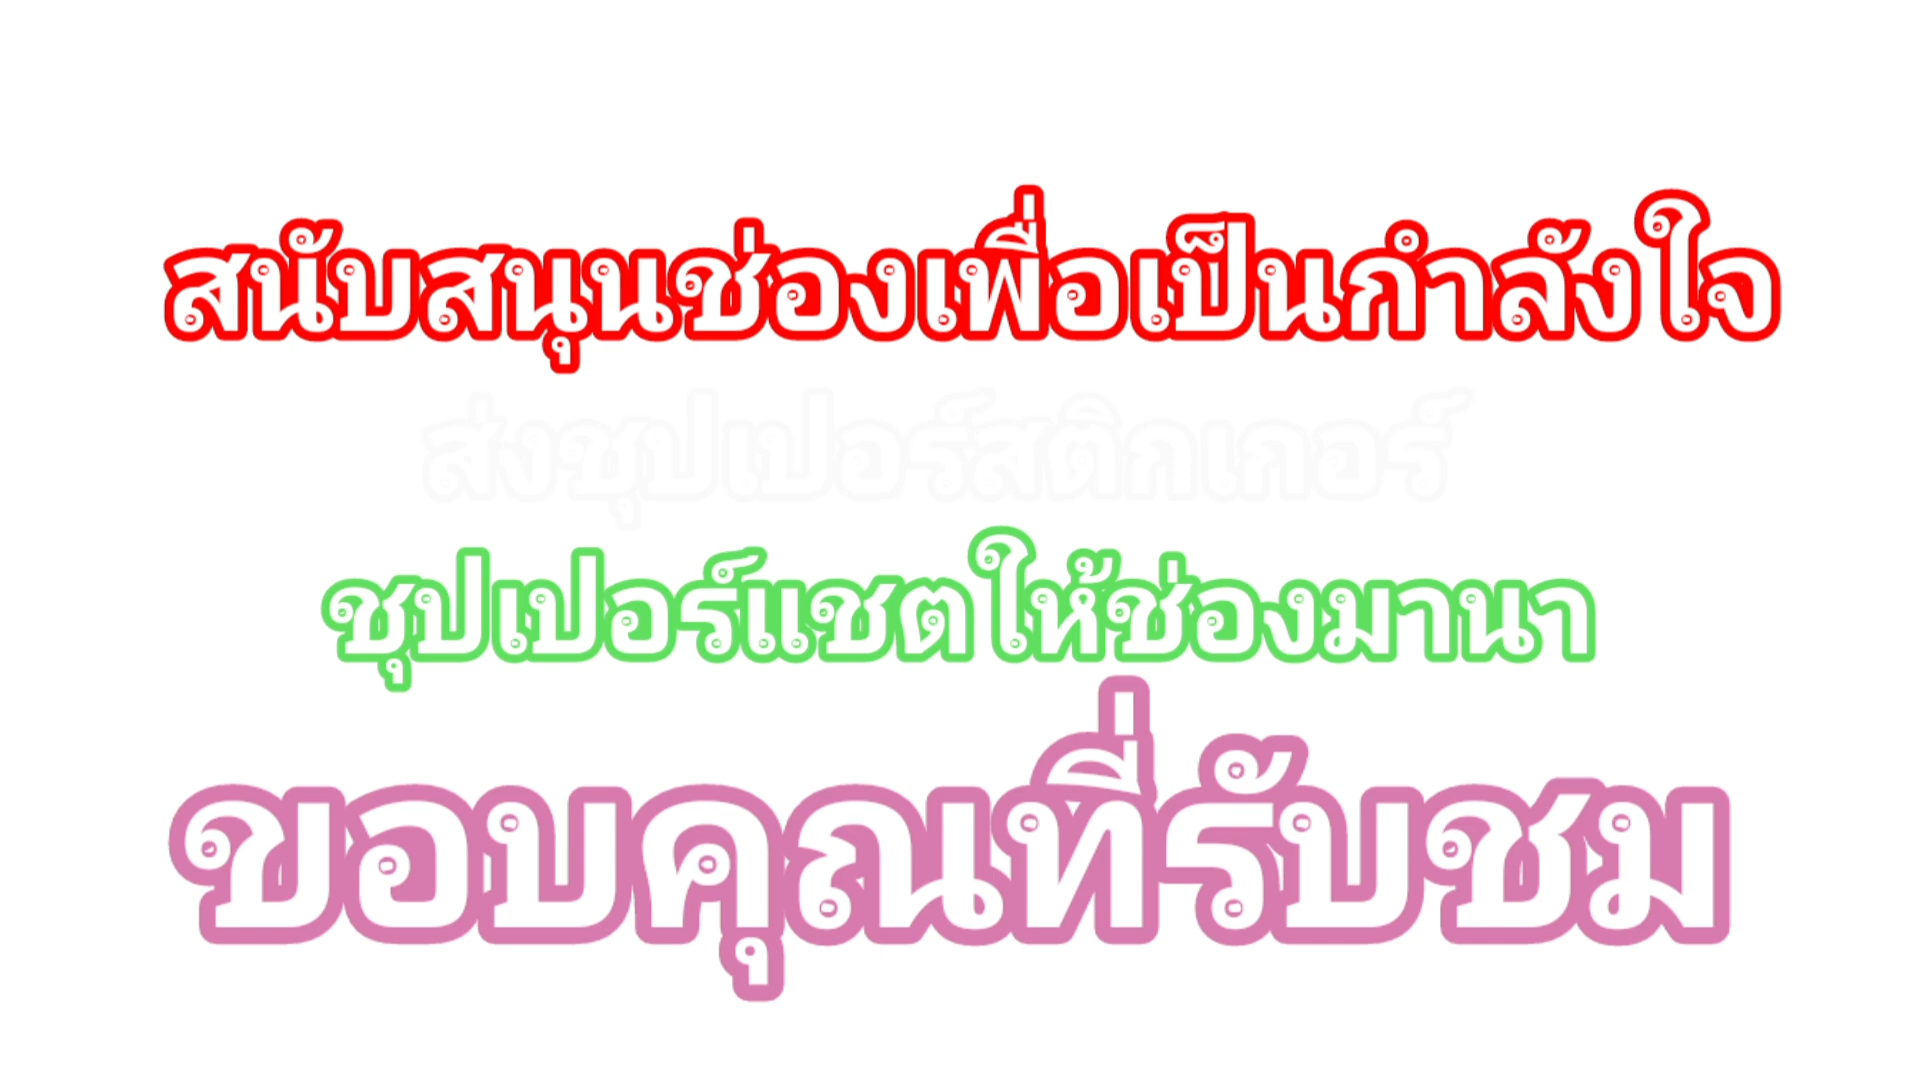 สนับสนุนช่องเพื่อเป็นกำลังใจ
ส่งซุปเปอร์สติกเกอร์
ซุปเปอร์แชตให้ช่องมานา
ขอบคุณที่รับชม